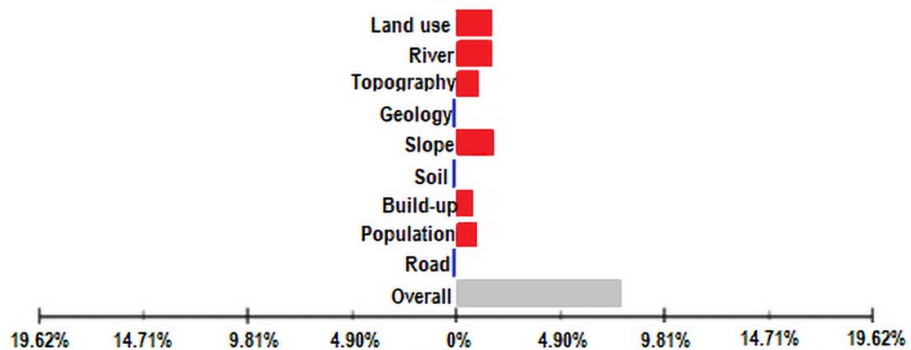 Land use
River
Topography
Geology
Slope
Soil
Build-up
Population
Road
Overall
19.62% 14.71% 9.81% 4.90% 0% 4.90% 9.81% 14.71% 19.62%